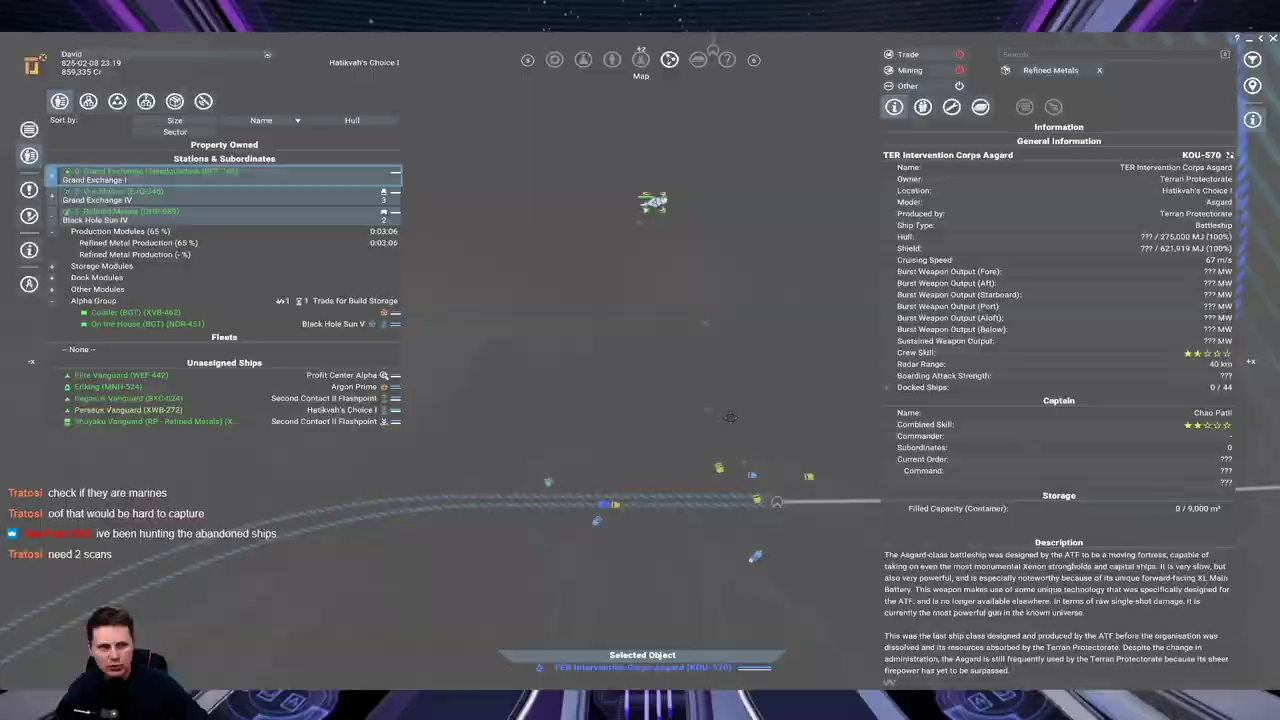 David
825-02-08 23:19
859,335 Cr
Hatikvah's Choice I
Map
Sort by:
Size
Name
Hull
Sector
Property Owned
Stations & Subordinates
Grand Exchange I
Grand Exchange IV
3
Black Hole Sun IV
2
Production Modules (65 %)
0:03:06
Refined Metal Production (65 %)
0:03:06
Refined Metal Production (- %)
Storage Modules
Dock Modules
Other Modules
Alpha Group
Trade for Build Storage
Courier (BGT) (XVB-462)
On the House (BGT) (NDR-451)
Black Hole Sun V
Fleets
-- None --
Unassigned Ships
Elite Vanguard (WEF-442)
Profit Center Alpha
Erlking (MNH-524)
Argon Prime
Pegasus Vanguard (BXC-024)
Second Contact II Flashpoint
Perseus Vanguard (XWB-272)
Hatikvah's Choice I
Shuyaku Vanguard (RP - Refined Metals) (X...
Second Contact II Flashpoint
-x
Tratosi check if they are marines
Tratosi oof that would be hard to capture
ive been hunting the abandoned ships
Tratosi need 2 scans
Selected Object
TER Intervention Corps Asgard (KOU-570)
Trade
Mining
Other
Search
Refined Metals X
Information
General Information
TER Intervention Corps Asgard KOU-570
Name: TER Intervention Corps Asgard
Owner: Terran Protectorate
Location: Hatikvah's Choice I
Model: Asgard
Produced by: Terran Protectorate
Ship Type: Battleship
Hull: ??? / 275,000 MJ (100%)
Shield: ??? / 621,919 MJ (100%)
Cruising Speed: 67 m/s
Burst Weapon Output (Fore): ??? MW
Burst Weapon Output (Aft): ??? MW
Burst Weapon Output (Starboard): ??? MW
Burst Weapon Output (Port): ??? MW
Burst Weapon Output (Aloft): ??? MW
Burst Weapon Output (Below): ??? MW
Sustained Weapon Output: ??? MW
Crew Skill:
Radar Range: 40 km
Boarding Attack Strength: ???
Docked Ships: 0 / 44
Captain
Name: Chao Patil
Combined Skill:
Commander: -
Subordinates: 0
Current Order: ???
Command: ???
???
Storage
Filled Capacity (Container): 0 / 9,000 m³
Description
The Asgard-class battleship was designed by the ATF to be a moving fortress, capable of
taking on even the most monumental Xenon strongholds and capital ships. It is very slow, but
also very powerful, and is especially noteworthy because of its unique forward-facing XL Main
Battery. This weapon makes use of some unique technology that was specifically designed for
the ATF, and is no longer available elsewhere. In terms of raw single-shot damage, it is
currently the most powerful gun in the known universe.
This was the last ship class designed and produced by the ATF before the organisation was
dissolved and its resources absorbed by the Terran Protectorate. Despite the change in
administration, the Asgard is still frequently used by the Terran Protectorate because its sheer
firepower has yet to be surpassed.
+x